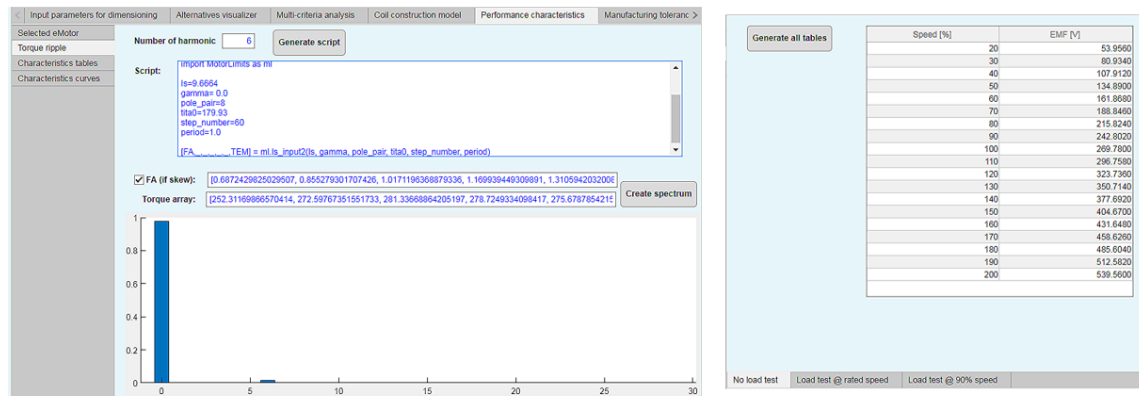 Input parameters for dimensioning Alternatives visualizer Multi-criteria analysis Coil construction model Performance characteristics Manufacturing toleranc
Selected eMotor
Torque ripple
Characteristics tables
Characteristics curves
Number of harmonic 6 Generate script
Script:
import MotorLimits as ml
Is=9.6664
gamma= 0.0
pole_pair=8
tita0=179.93
step_number=60
period=1.0
[FA,_,_,_,_,TEM] = ml.Is_input2(Is, gamma, pole_pair, tita0, step_number, period)
FA (if skew): [0.6872429825029507, 0.855279301707426, 1.0171196368879336, 1.169939449309891, 1.3105942032008
Torque array: [252.31169866570414, 272.59767351551733, 281.33668864205197, 278.7249334098417, 275.6787854215
Create spectrum
1
0.8
0.6
0.4
0.2
0
0 5 10 15 20 25 30
Generate all tables
Speed [%] EMF [V]
20 53.9560
30 80.9340
40 107.9120
50 134.8900
60 161.8680
70 188.8460
80 215.8240
90 242.8020
100 269.7800
110 296.7580
120 323.7360
130 350.7140
140 377.6920
150 404.6700
160 431.6480
170 458.6260
180 485.6040
190 512.5820
200 539.5600
No load test Load test @ rated speed Load test @ 90% speed